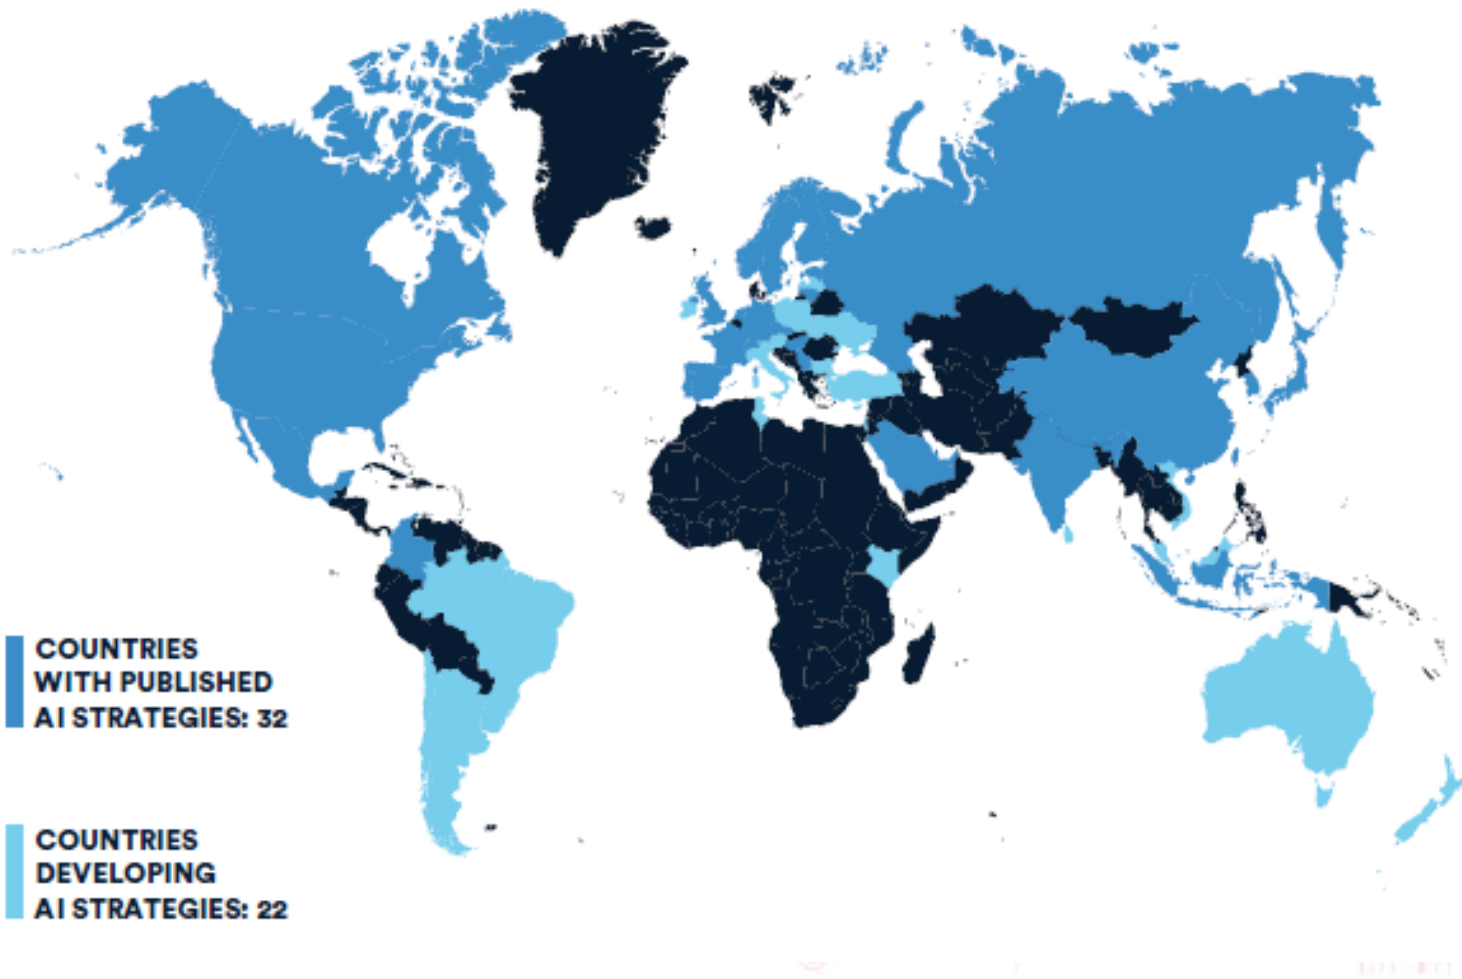 COUNTRIES
WITH PUBLISHED
AI STRATEGIES: 32
COUNTRIES
DEVELOPING
AI STRATEGIES: 22